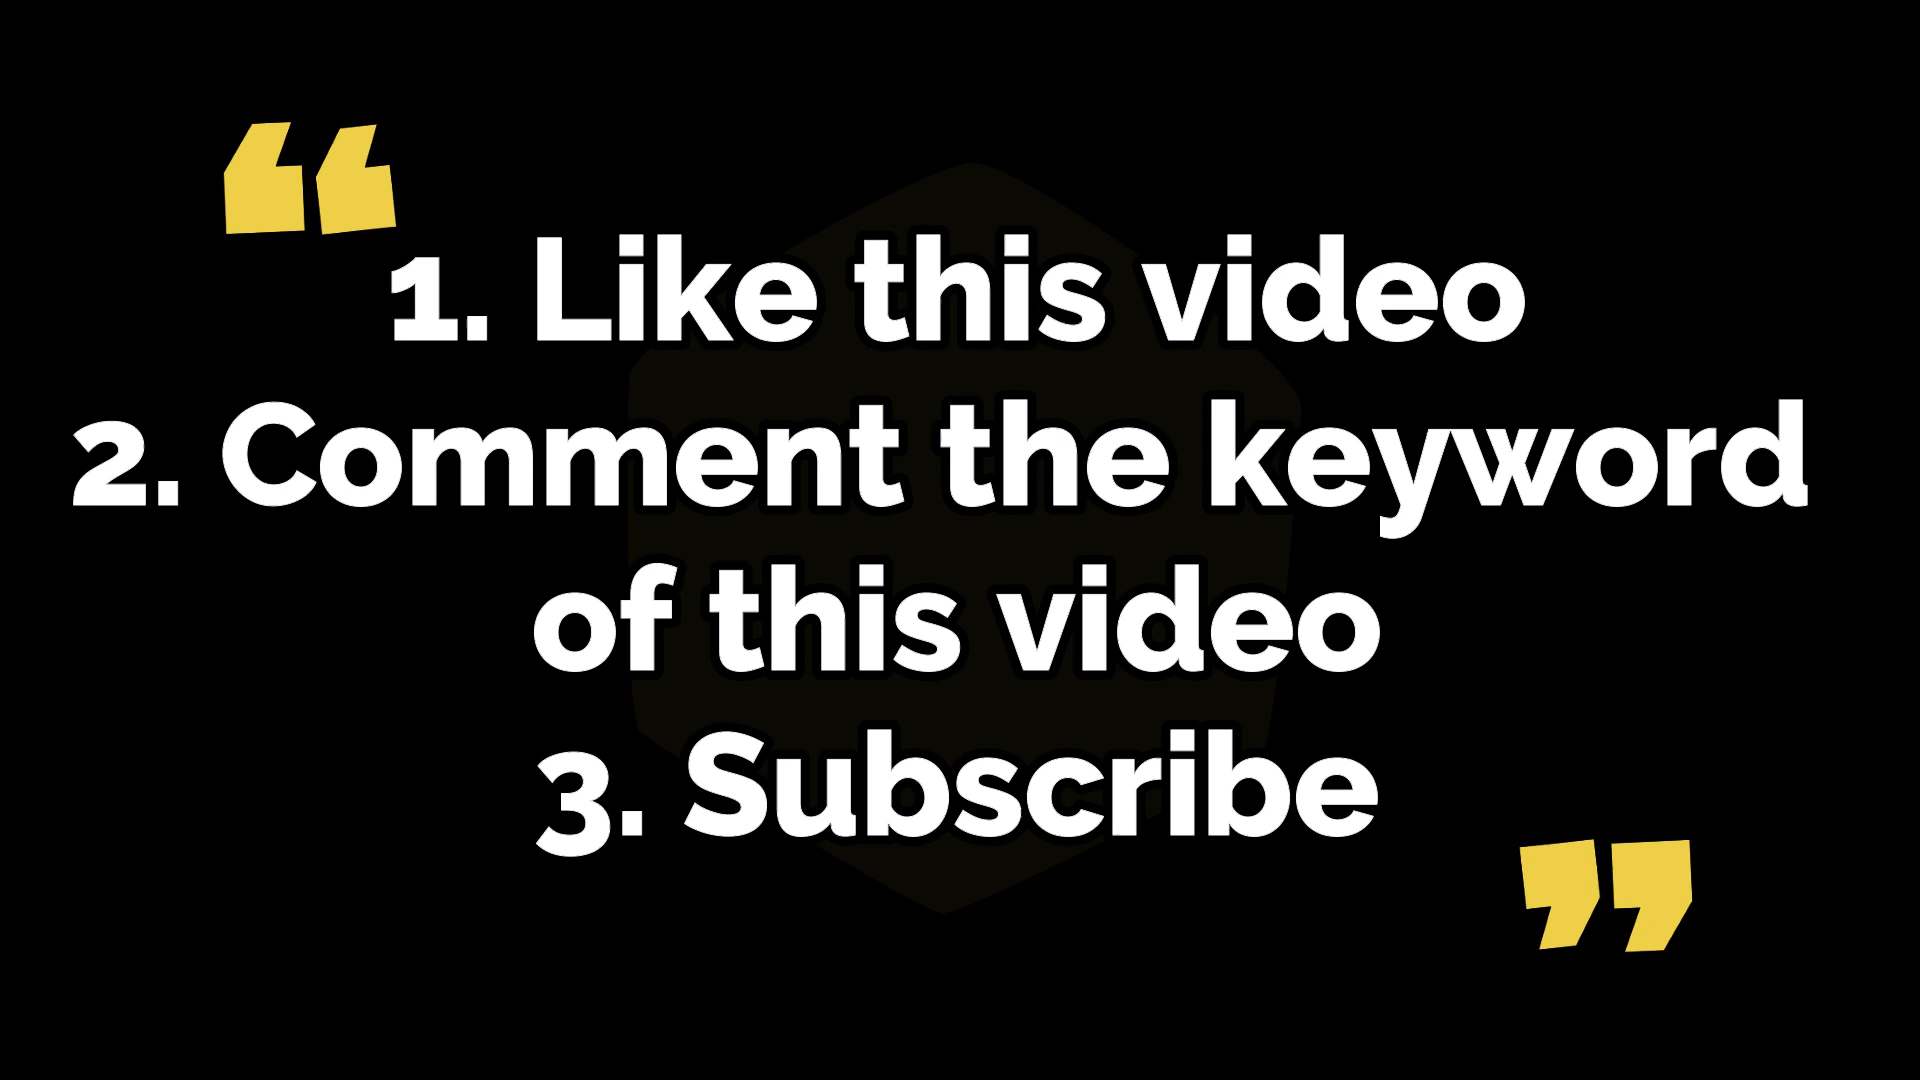 “
1. Like this video
2. Comment the keyword
of this video
3. Subscribe
”